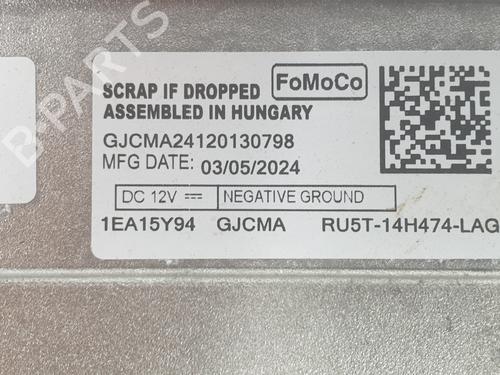 SCRAP IF DROPPED
ASSEMBLED IN HUNGARY
FoMoCo
GJCMA24120130798
MFG DATE: 03/05/2024
DC 12V NEGATIVE GROUND
1EA15Y94 GJCMA RU5T-14H474-LAG
B-PARTS